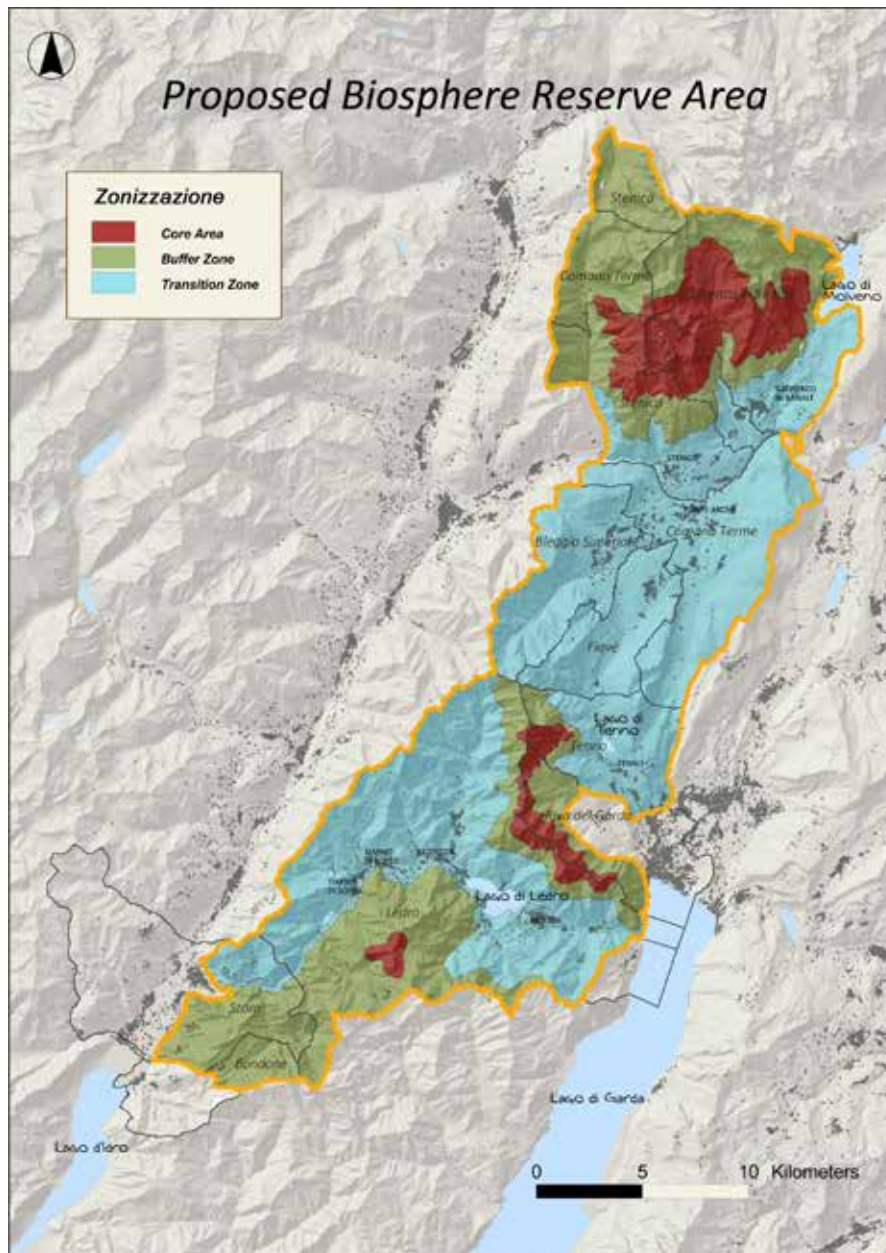 Proposed Biosphere Reserve Area
Zonizzazione
Core Area
Buffer Zone
Transition Zone
Stenico
Comano Terme
Lago di
Molveno
Stenico
Bleggio Superiore
Comano Terme
Fiavè
Lago di
Tenno
Tenno
Riva del Garda
Lago di Ledro
Ledro
Storo
Bondone
Lago di Garda
Lago d'Idro
0 5 10 Kilometers